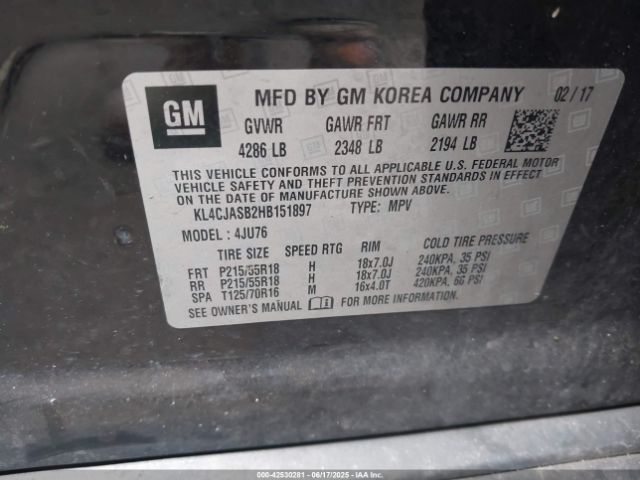 GM
MFD BY GM KOREA COMPANY 02 / 17
GVWR GAWR FRT GAWR RR
4286 LB 2348 LB 2194 LB
THIS VEHICLE CONFORMS TO ALL APPLICABLE U.S. FEDERAL MOTOR
VEHICLE SAFETY AND THEFT PREVENTION STANDARDS IN EFFECT
ON THE DATE OF MANUFACTURE SHOWN ABOVE.
KL4CJASB2HB151897 TYPE: MPV
MODEL : 4JU76
TIRE SIZE SPEED RTG RIM COLD TIRE PRESSURE
FRT P215/55R18 H 18x7.0J 240KPA, 35 PSI
RR P215/55R18 H 18x7.0J 240KPA, 35 PSI
SPA T125/70R16 M 16x4.0T 420KPA, 60 PSI
SEE OWNER'S MANUAL FOR MORE INFORMATION.
000-42530281 - 06/17/2025 - COPYRIGHT IAA, LLC